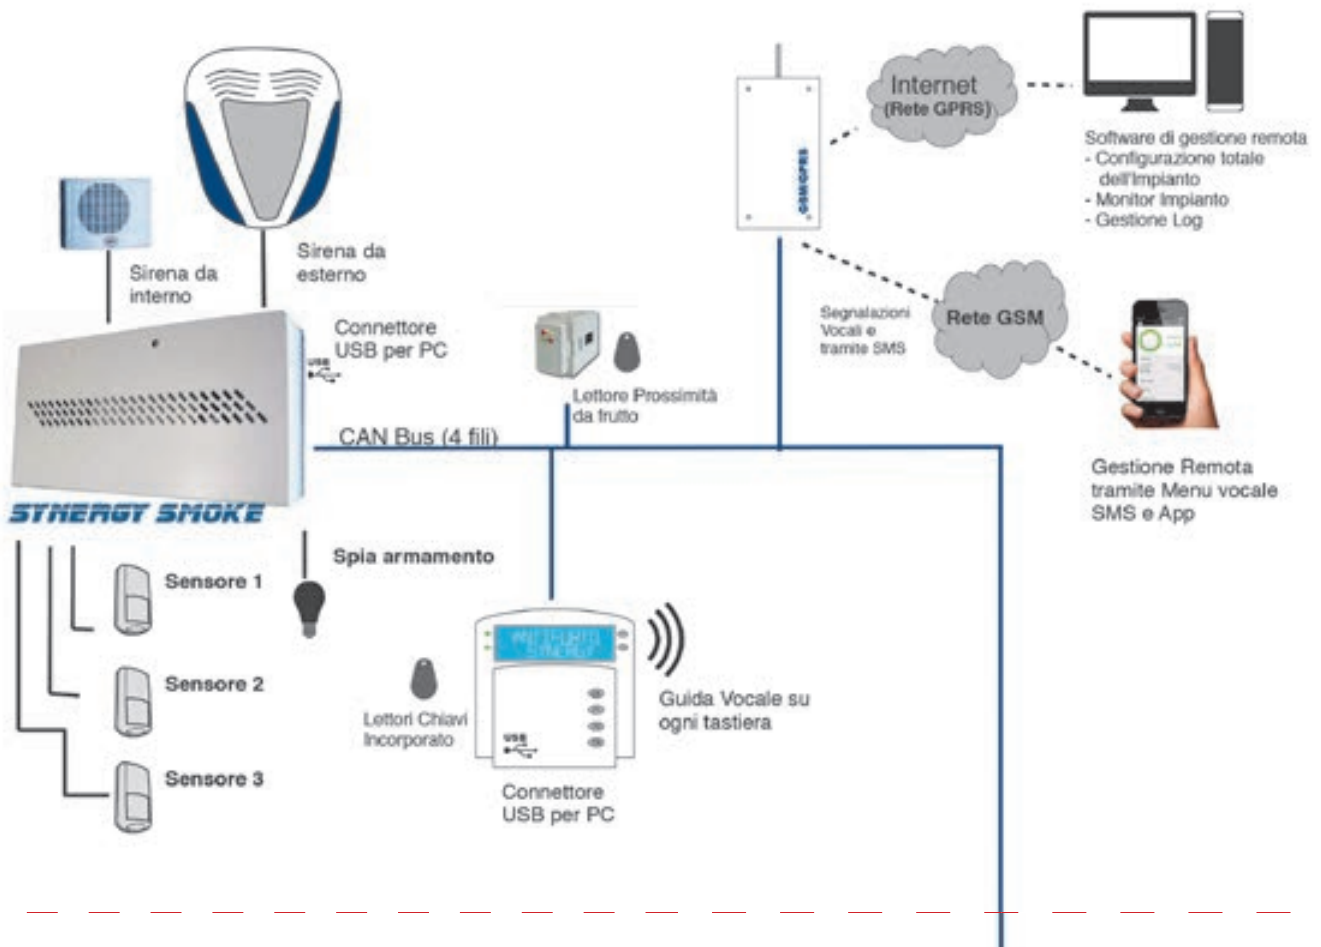 Internet
(Rete GPRS)
GSM/GPRS
Software di gestione remota
- Configurazione totale
dell'Impianto
- Monitor Impianto
- Gestione Log
Sirena da
esterno
Sirena da
interno
Connettore
USB per PC
USB
Segnalazioni
Vocali e
tramite SMS
Rete GSM
Lettore Prossimità
da frutto
CAN Bus (4 fili)
Gestione Remota
tramite Menu vocale
SMS e App
SYNERGY SMOKE
Spia armamento
Sensore 1
Sensore 2
Sensore 3
ANTIFURTO
SYNERGY
Lettori Chiavi
Incorporato
USB
Guida Vocale su
ogni tastiera
Connettore
USB per PC